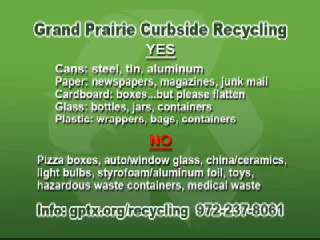 Grand Prairie Curbside Recycling
YES
Cans: steel, tin, aluminum
Paper: newspapers, magazines, junk mail
Cardboard: boxes...but please flatten
Glass: bottles, jars, containers
Plastic: wrappers, bags, containers
NO
Pizza boxes, auto/window glass, china/ceramics,
light bulbs, styrofoam/aluminum foil, toys,
hazardous waste containers, medical waste
Info: gptx.org/recycling 972-237-8061